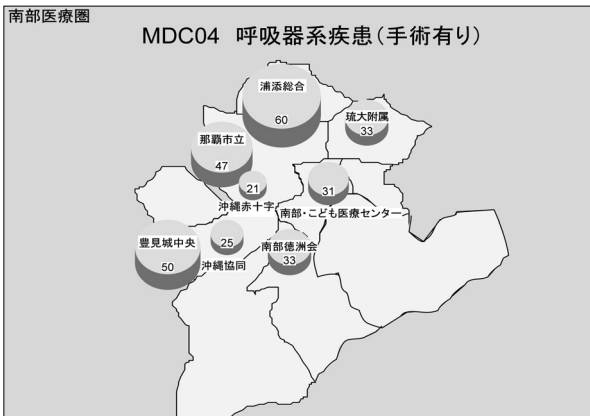 南部医療圏
MDC04　呼吸器系疾患(手術有り)
浦添総合
60
琉大附属
33
那覇市立
47
21
沖縄赤十字
31
南部・こども医療センター
豊見城中央
50
25
沖縄協同
南部徳洲会
33